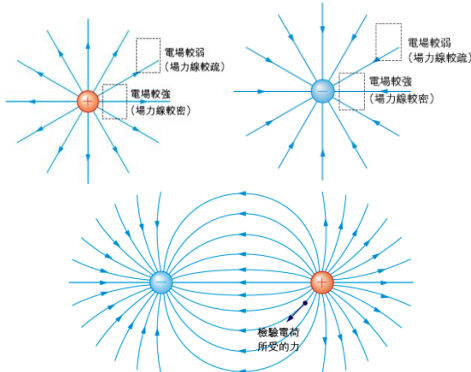 電場較弱
(場力線較疏)
電場較強
(場力線較密)
+
電場較弱
(場力線較疏)
電場較強
(場力線較密)
−
−
+
檢驗電荷
所受的力